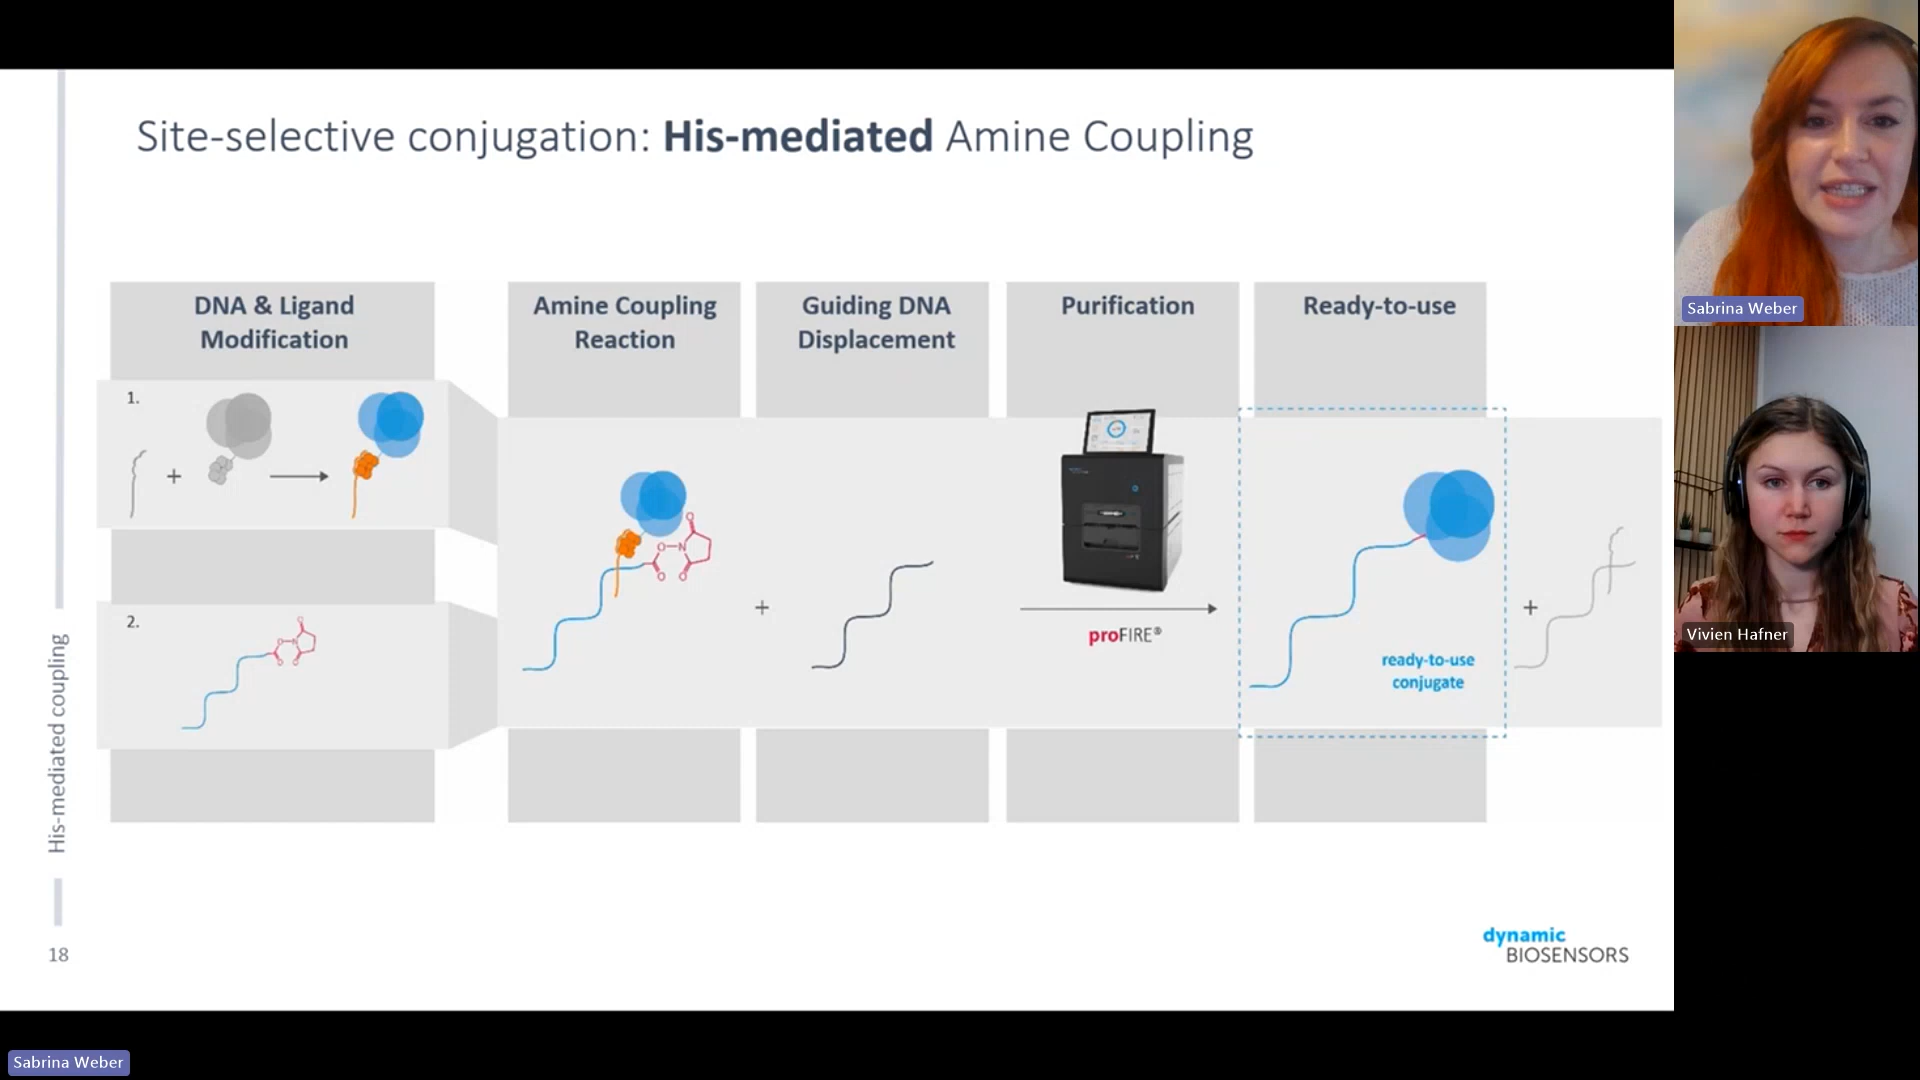 Site-selective conjugation: His-mediated Amine Coupling
DNA & Ligand
Modification
Amine Coupling
Reaction
Guiding DNA
Displacement
Purification
Ready-to-use
1.
+
2.
+
proFIRE®
ready-to-use
conjugate
+
His-mediated coupling
18
dynamic
BIOSENSORS
Sabrina Weber
Vivien Hafner
Sabrina Weber